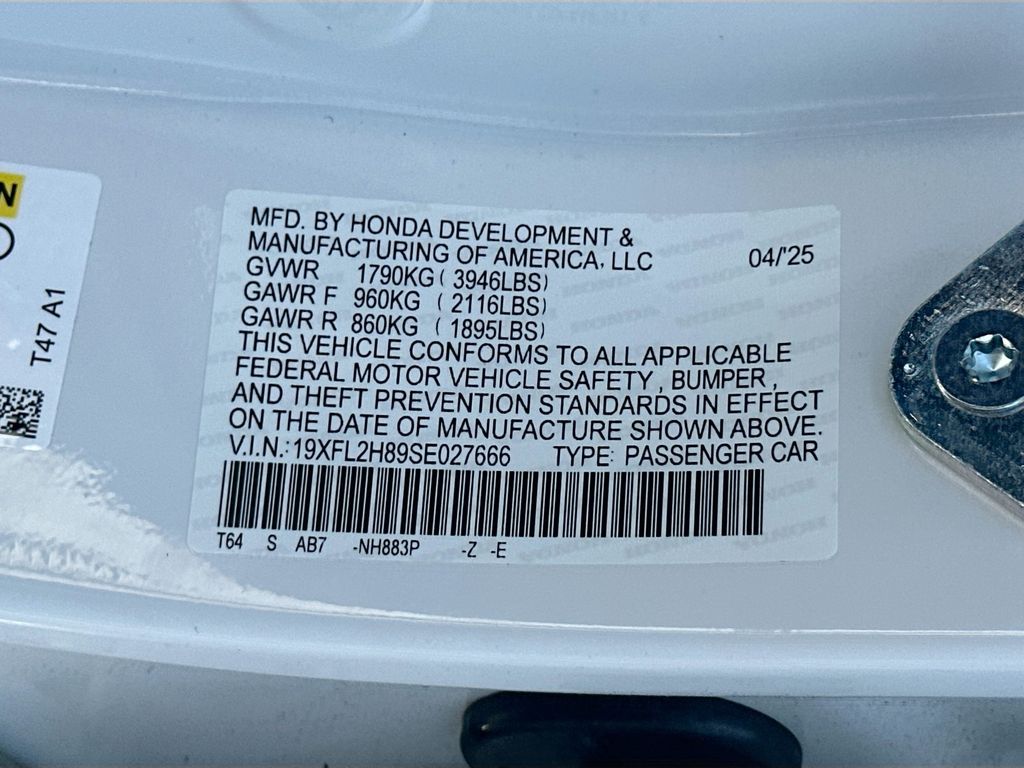 N
T47 A1
MFD. BY HONDA DEVELOPMENT &
MANUFACTURING OF AMERICA, LLC 04/'25
GVWR 1790KG ( 3946LBS)
GAWR F 960KG ( 2116LBS)
GAWR R 860KG ( 1895LBS)
THIS VEHICLE CONFORMS TO ALL APPLICABLE
FEDERAL MOTOR VEHICLE SAFETY , BUMPER ,
AND THEFT PREVENTION STANDARDS IN EFFECT
ON THE DATE OF MANUFACTURE SHOWN ABOVE.
V.I.N.: 19XFL2H89SE027666 TYPE: PASSENGER CAR
T64 S AB7 -NH883P -Z -E